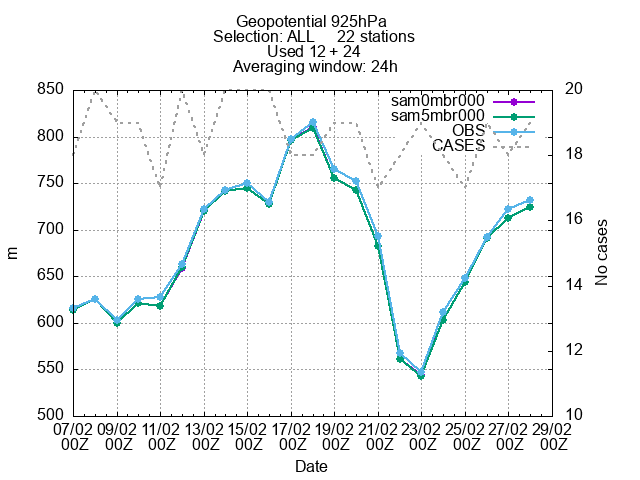 Geopotential 925hPa
Selection: ALL 22 stations
Used 12 + 24
Averaging window: 24h
850 20
sam0mbr000
sam5mbr000
OBS
CASES
800
18
750
700 16
m
No cases
650
14
600
12
550
500 10
07/02 09/02 11/02 13/02 15/02 17/02 19/02 21/02 23/02 25/02 27/02 29/02
00Z 00Z 00Z 00Z 00Z 00Z 00Z 00Z 00Z 00Z 00Z 00Z
Date